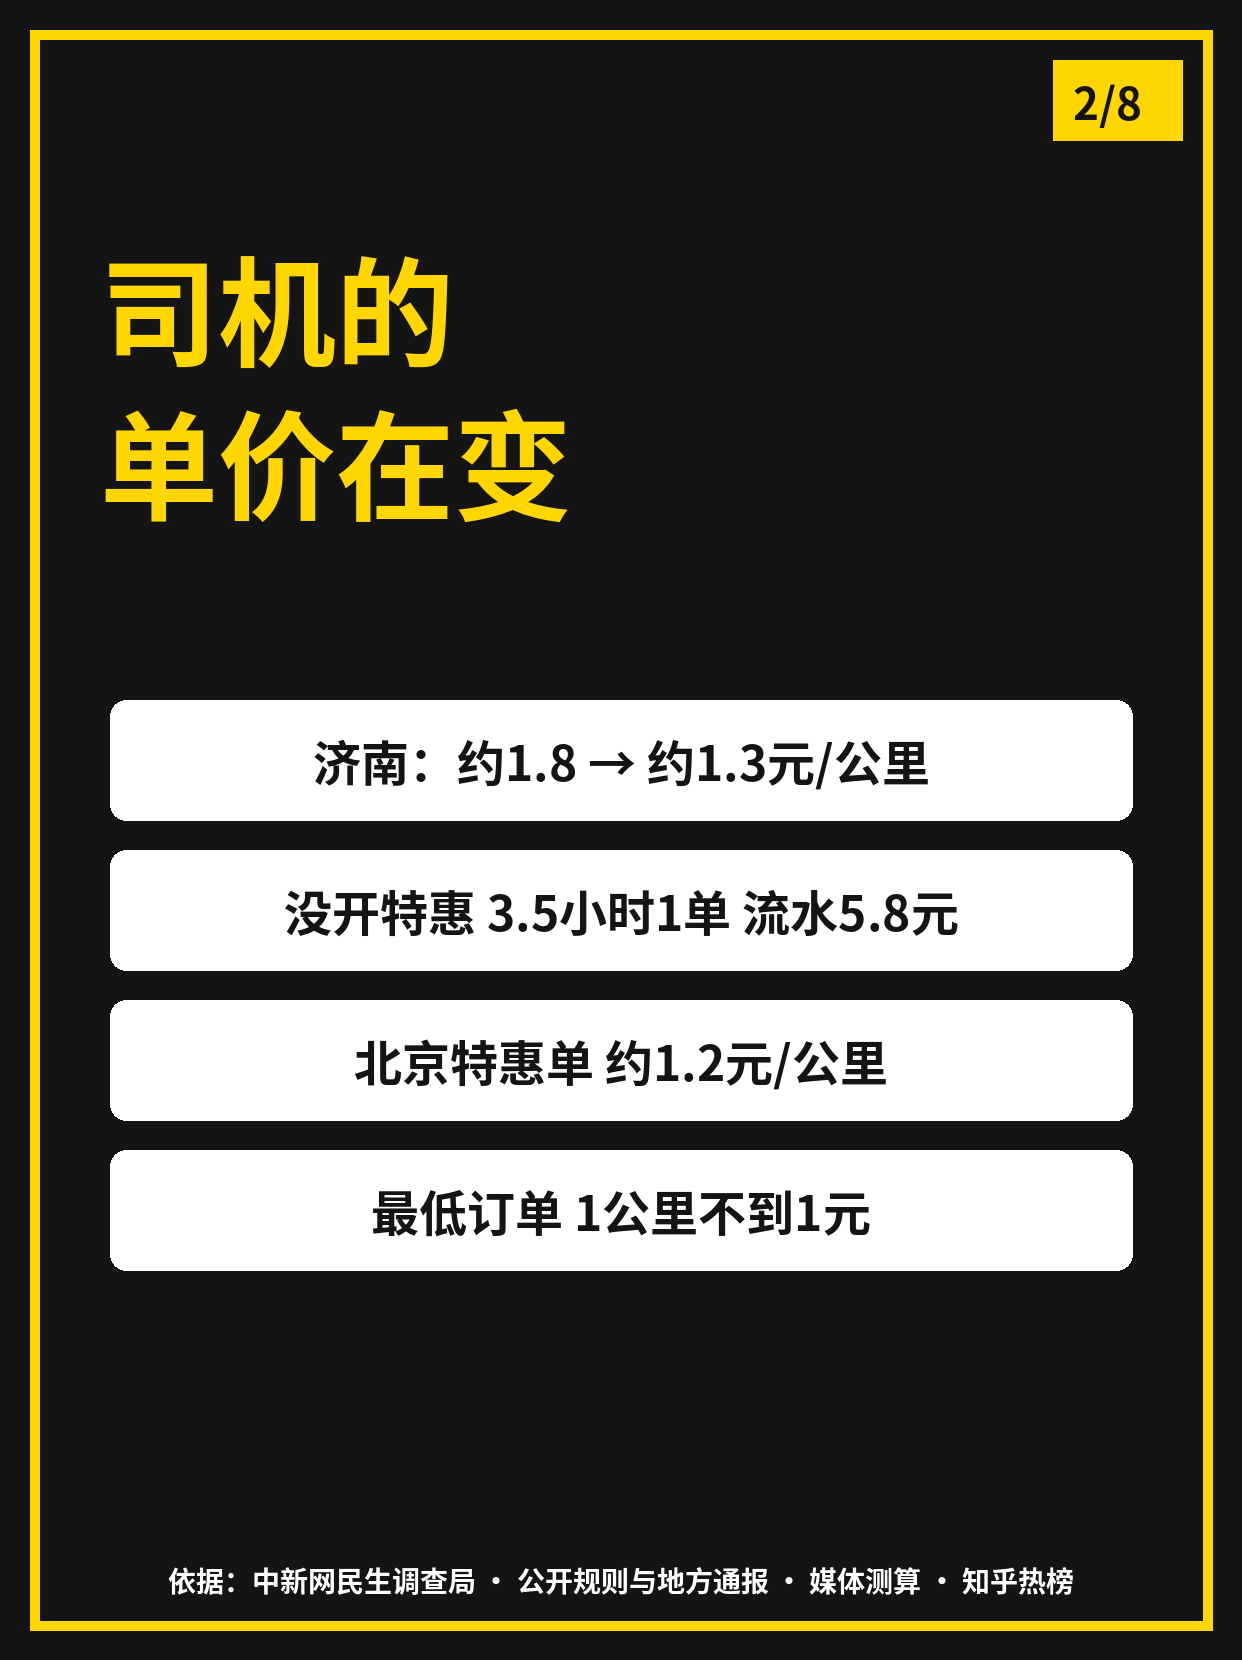 2/8
司机的
单价在变
济南：约1.8 → 约1.3元/公里
没开特惠 3.5小时1单 流水5.8元
北京特惠单 约1.2元/公里
最低订单 1公里不到1元
依据：中新网民生调查局 · 公开规则与地方通报 · 媒体测算 · 知乎热榜